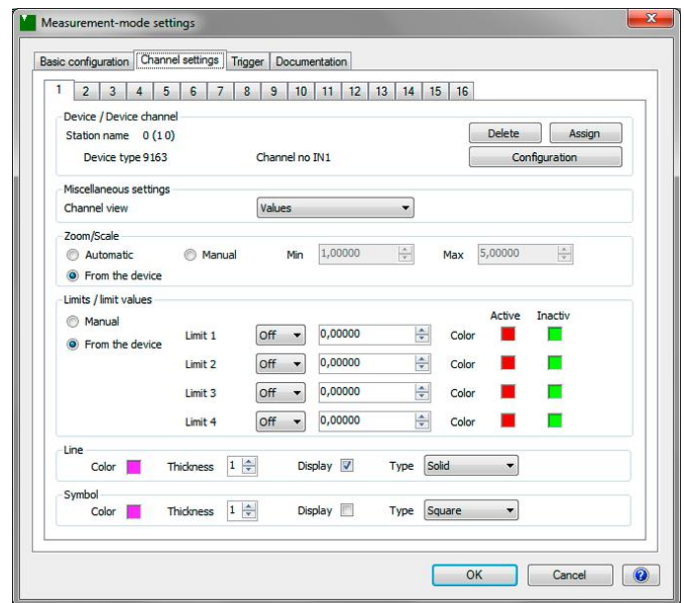 Measurement-mode settings
Basic configuration Channel settings Trigger Documentation
1 2 3 4 5 6 7 8 9 10 11 12 13 14 15 16
Device / Device channel
Station name 0 (1 0) Delete Assign
Device type 9163 Channel no IN1 Configuration
Miscellaneous settings
Channel view Values
Zoom/Scale
Automatic Manual Min 1,00000 Max 5,00000
From the device
Limits / limit values
Manual Active Inactiv
From the device Limit 1 Off 0,00000 Color
Limit 2 Off 0,00000 Color
Limit 3 Off 0,00000 Color
Limit 4 Off 0,00000 Color
Line
Color Thickness 1 Display Type Solid
Symbol
Color Thickness 1 Display Type Square
OK Cancel ?